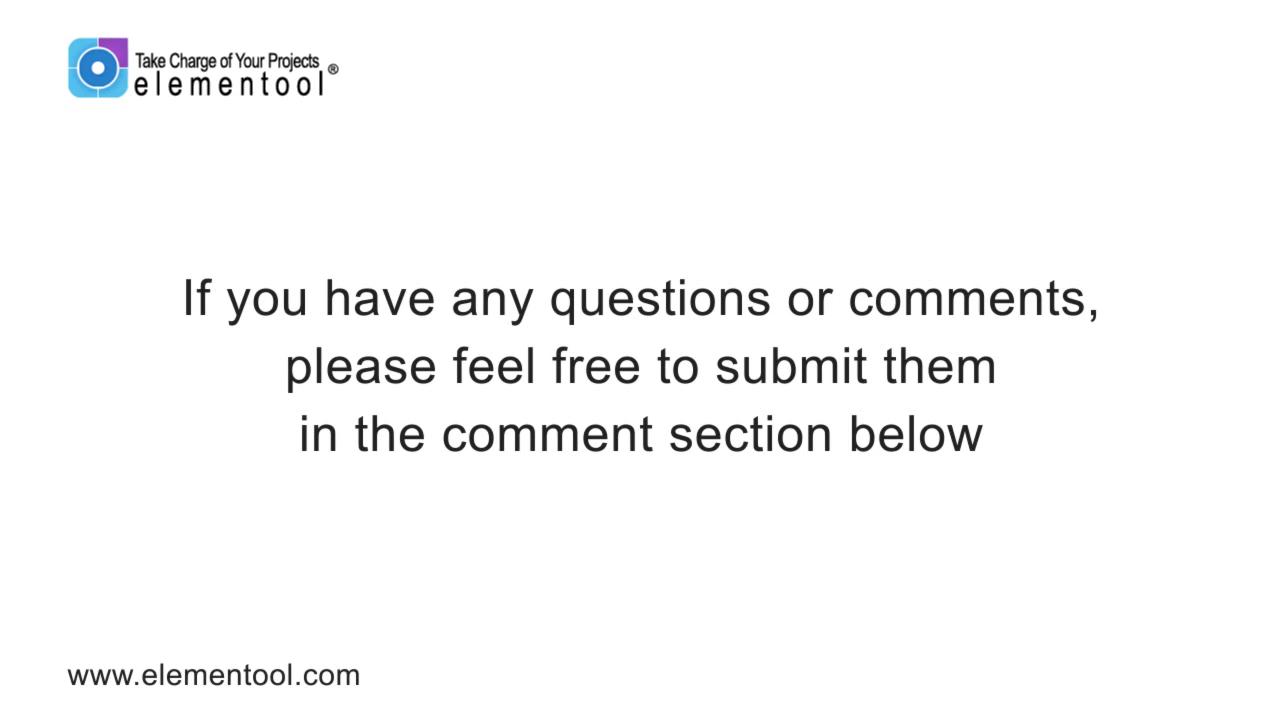 Take Charge of Your Projects
elementool®
If you have any questions or comments,
please feel free to submit them
in the comment section below
www.elementool.com